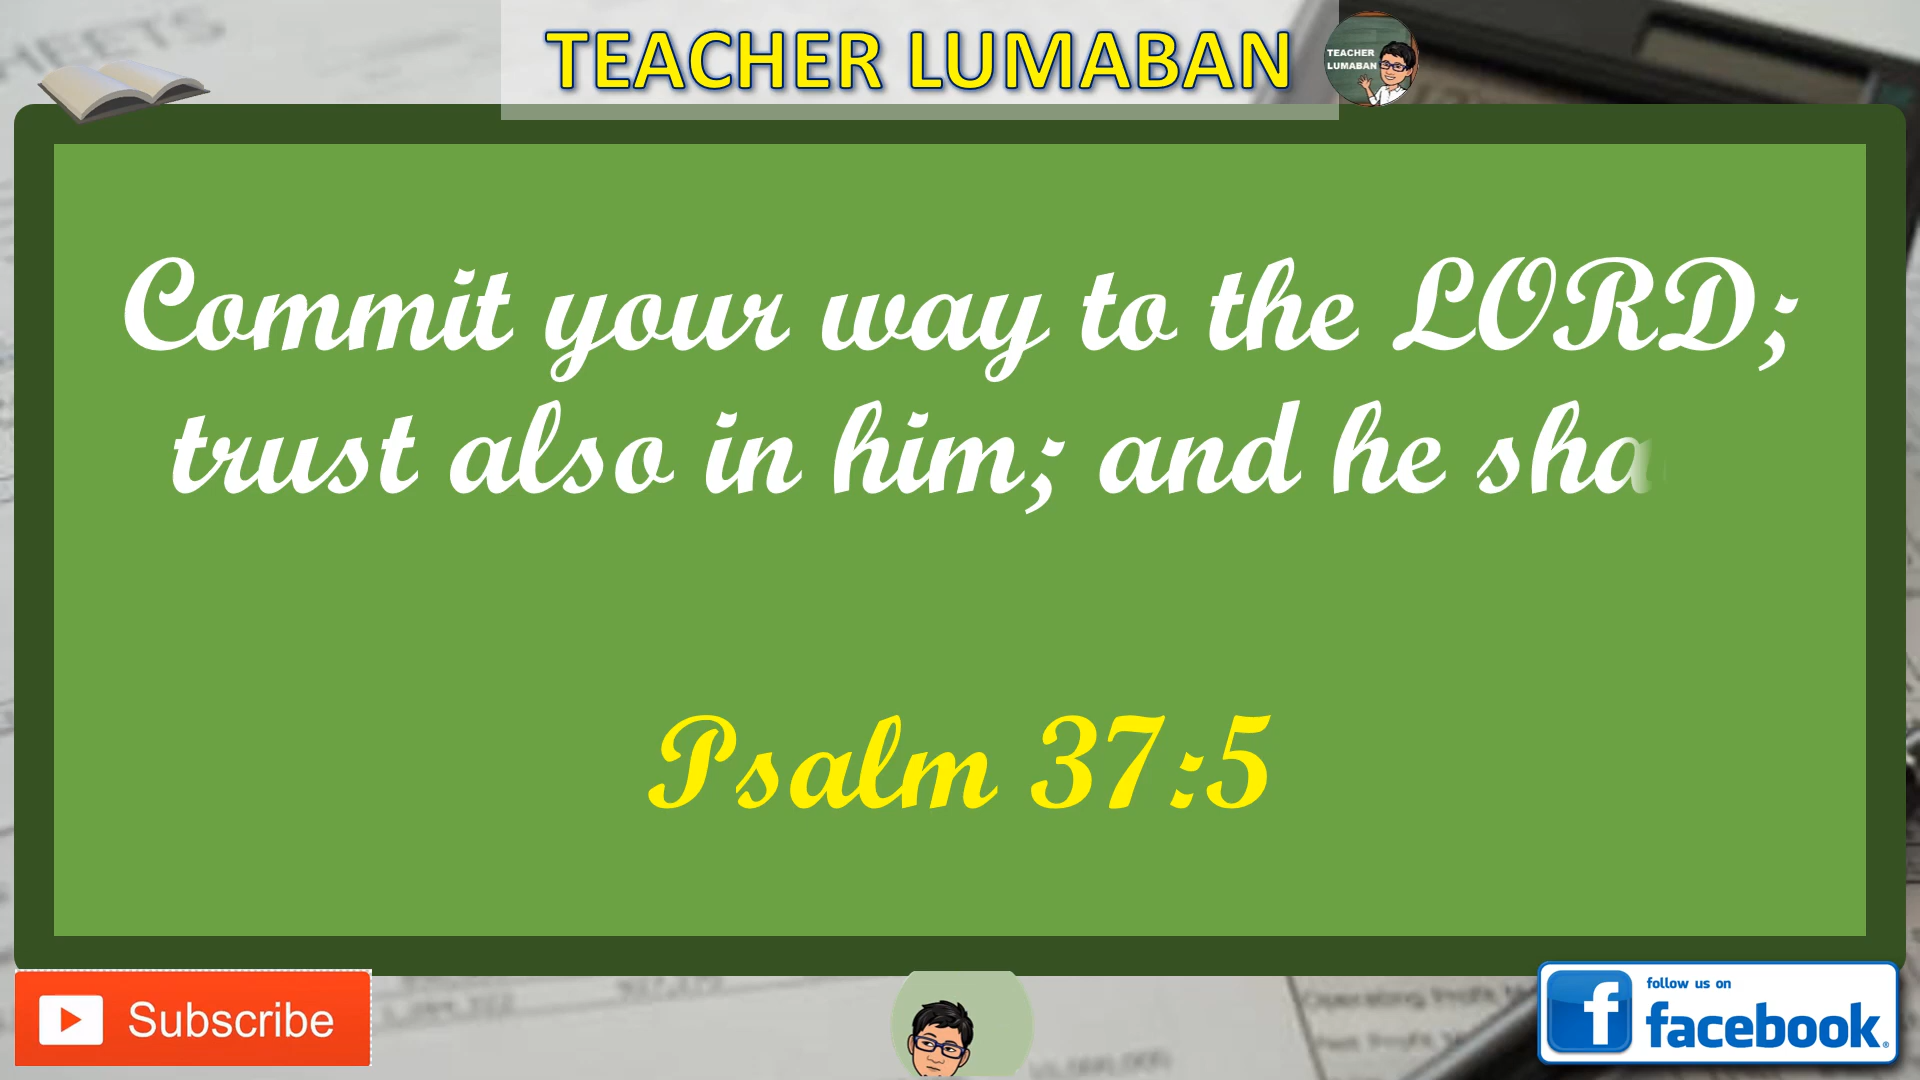 TEACHER LUMABAN
TEACHER
LUMABAN
Commit your way to the LORD;
trust also in him; and he sha
Psalm 37:5
Subscribe
follow us on
facebook